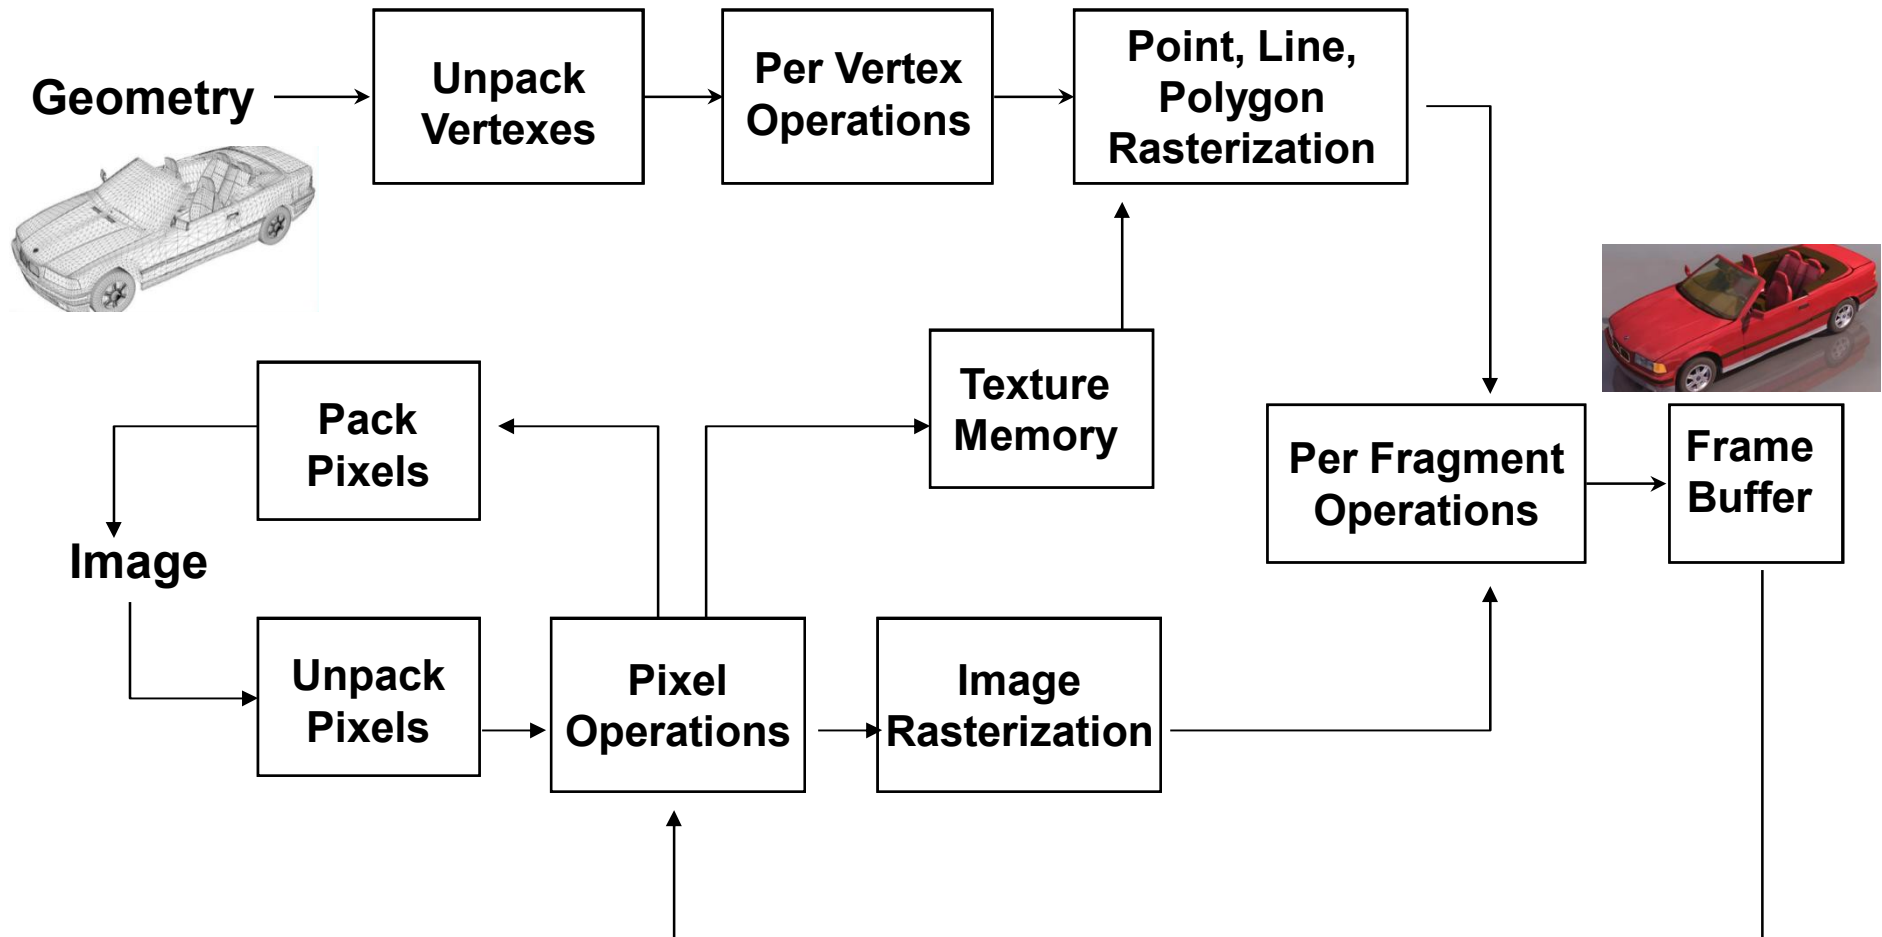 Geometry
Unpack
Vertexes
Per Vertex
Operations
Point, Line,
Polygon
Rasterization
Texture
Memory
Pack
Pixels
Per Fragment
Operations
Frame
Buffer
Image
Unpack
Pixels
Pixel
Operations
Image
Rasterization